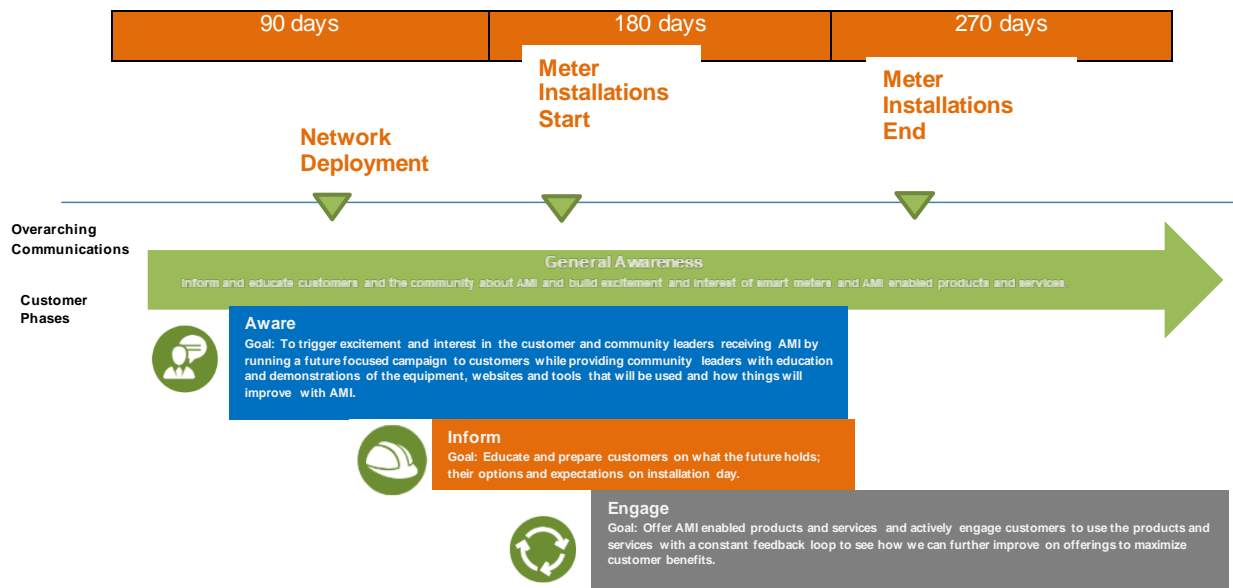 90 days
180 days
270 days
Meter
Installations
Start
Meter
Installations
End
Network
Deployment
Overarching
Communications
General Awareness
Inform and educate customers and the community about AMI and build excitement and interest of smart meters and AMI enabled products and services.
Customer
Phases
Aware
Goal: To trigger excitement and interest in the customer and community leaders receiving AMI by
running a future focused campaign to customers while providing community leaders with education
and demonstrations of the equipment, websites and tools that will be used and how things will
improve with AMI.
Inform
Goal: Educate and prepare customers on what the future holds;
their options and expectations on installation day.
Engage
Goal: Offer AMI enabled products and services and actively engage customers to use the products and
services with a constant feedback loop to see how we can further improve on offerings to maximize
customer benefits.